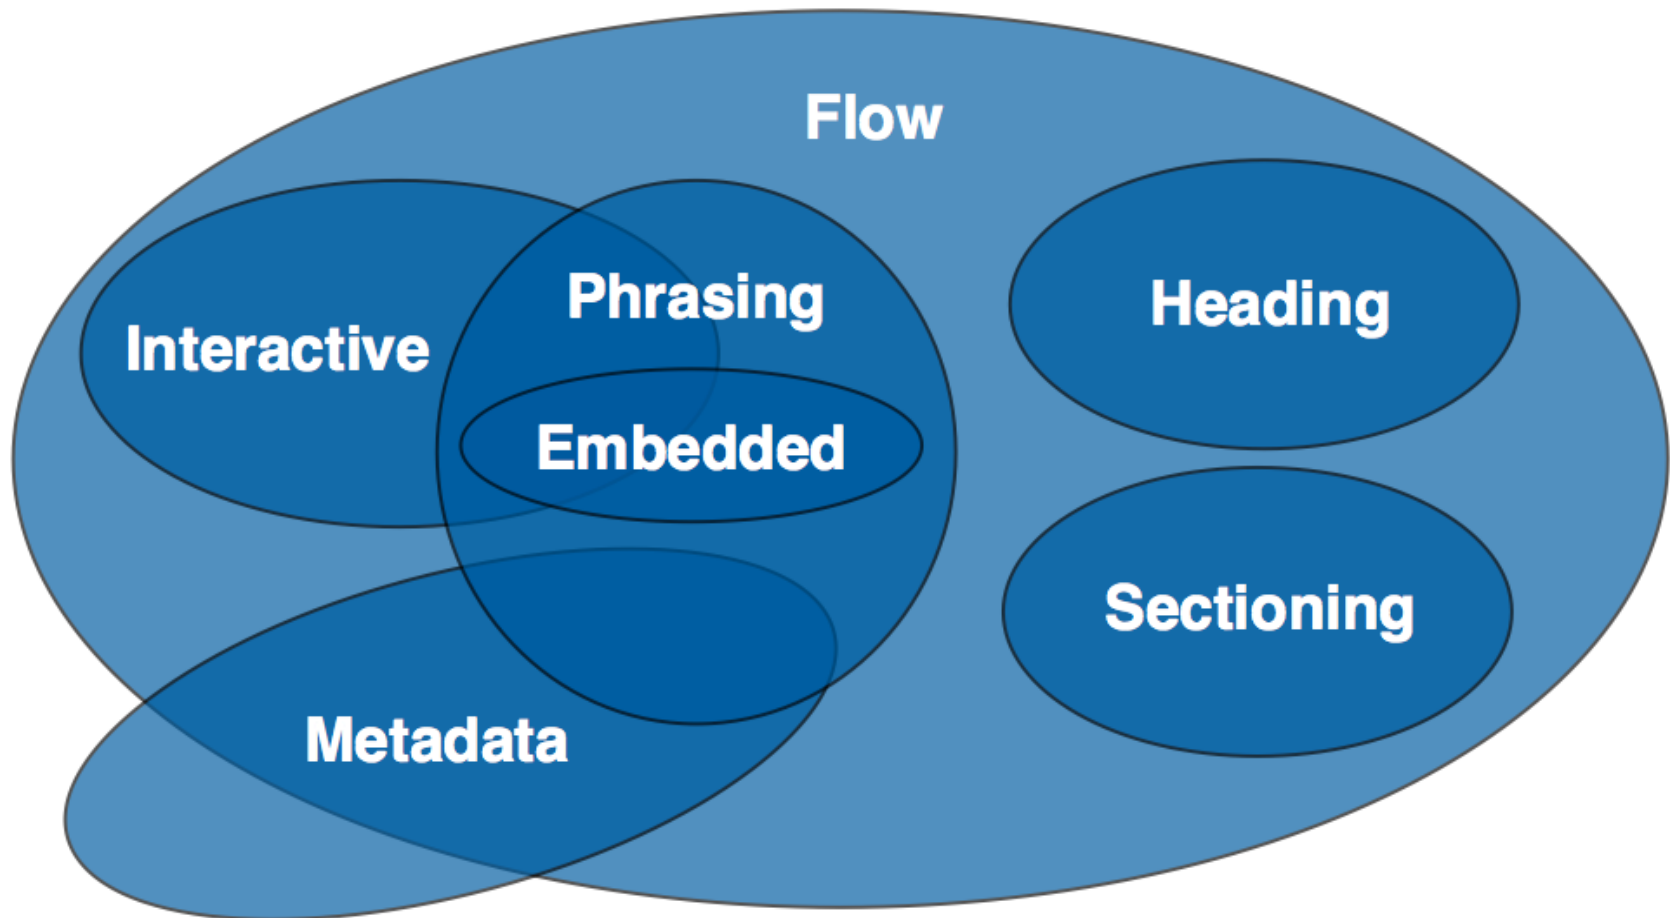 Flow
Phrasing
Heading
Interactive
Embedded
Sectioning
Metadata